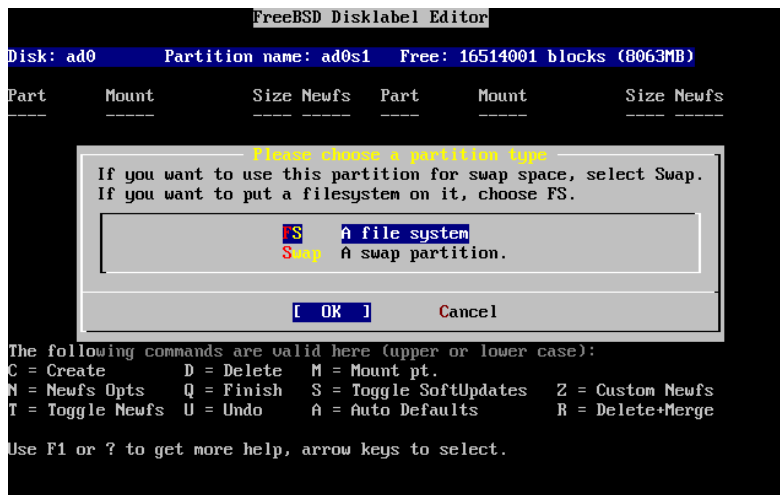 FreeBSD Disklabel Editor
Disk: ad0 Partition name: ad0s1 Free: 16514001 blocks (8063MB)
Part Mount Size Newfs Part Mount Size Newfs
---- ----- ---- ----- ---- ----- ---- -----
Please choose a partition type
If you want to use this partition for swap space, select Swap.
If you want to put a filesystem on it, choose FS.
FS A file system
Swap A swap partition.
[ OK ] Cancel
The following commands are valid here (upper or lower case):
C = Create D = Delete M = Mount pt.
N = Newfs Opts Q = Finish S = Toggle SoftUpdates Z = Custom Newfs
T = Toggle Newfs U = Undo A = Auto Defaults R = Delete+Merge
Use F1 or ? to get more help, arrow keys to select.